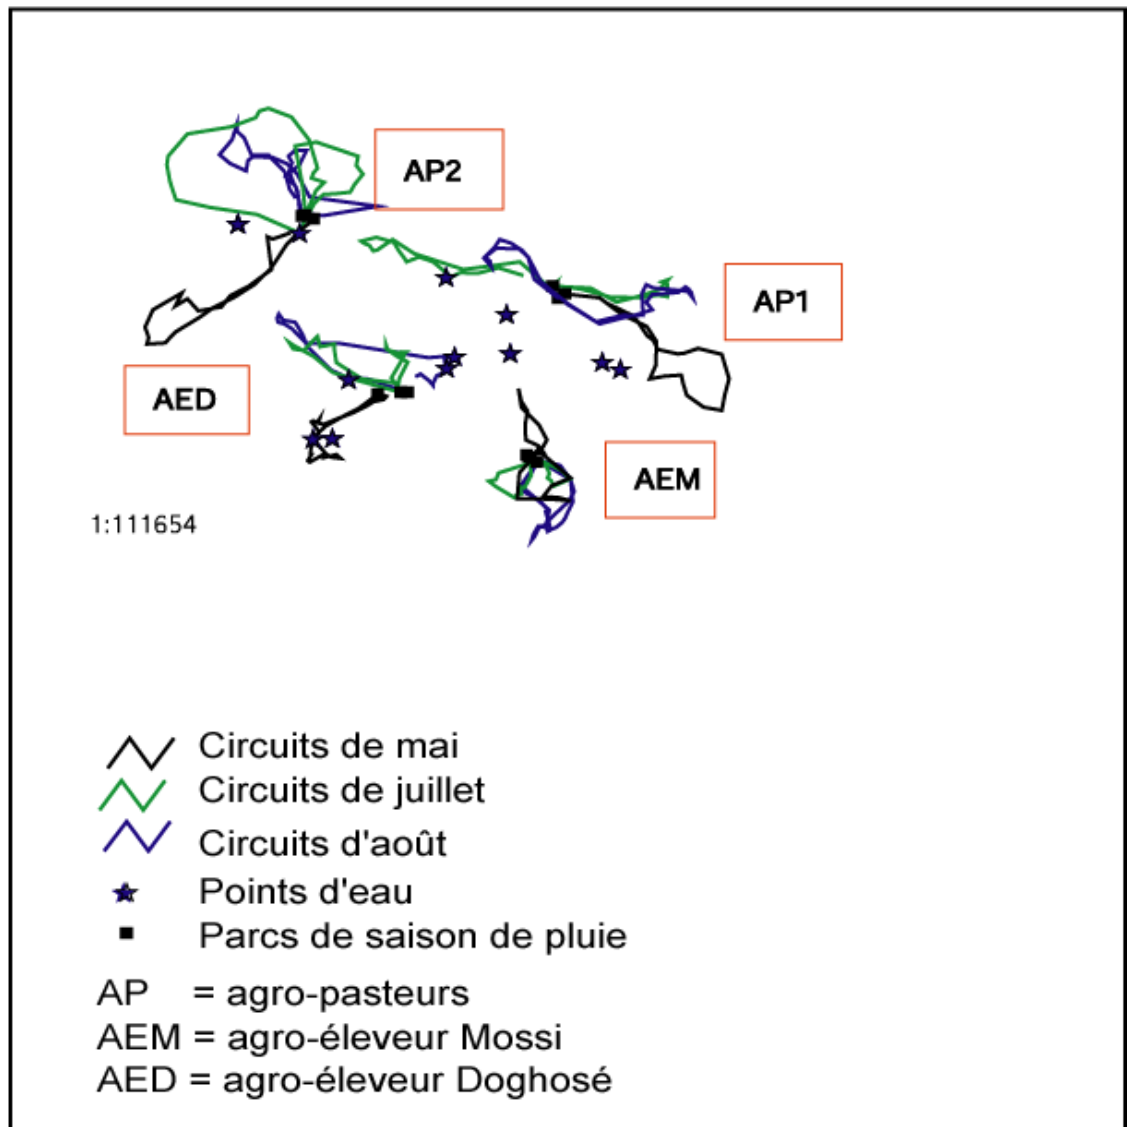 AP2
AP1
AED
AEM
1:111654
Circuits de mai
Circuits de juillet
Circuits d'août
Points d'eau
Parcs de saison de pluie
AP = agro-pasteurs
AEM = agro-éleveur Mossi
AED = agro-éleveur Doghosé